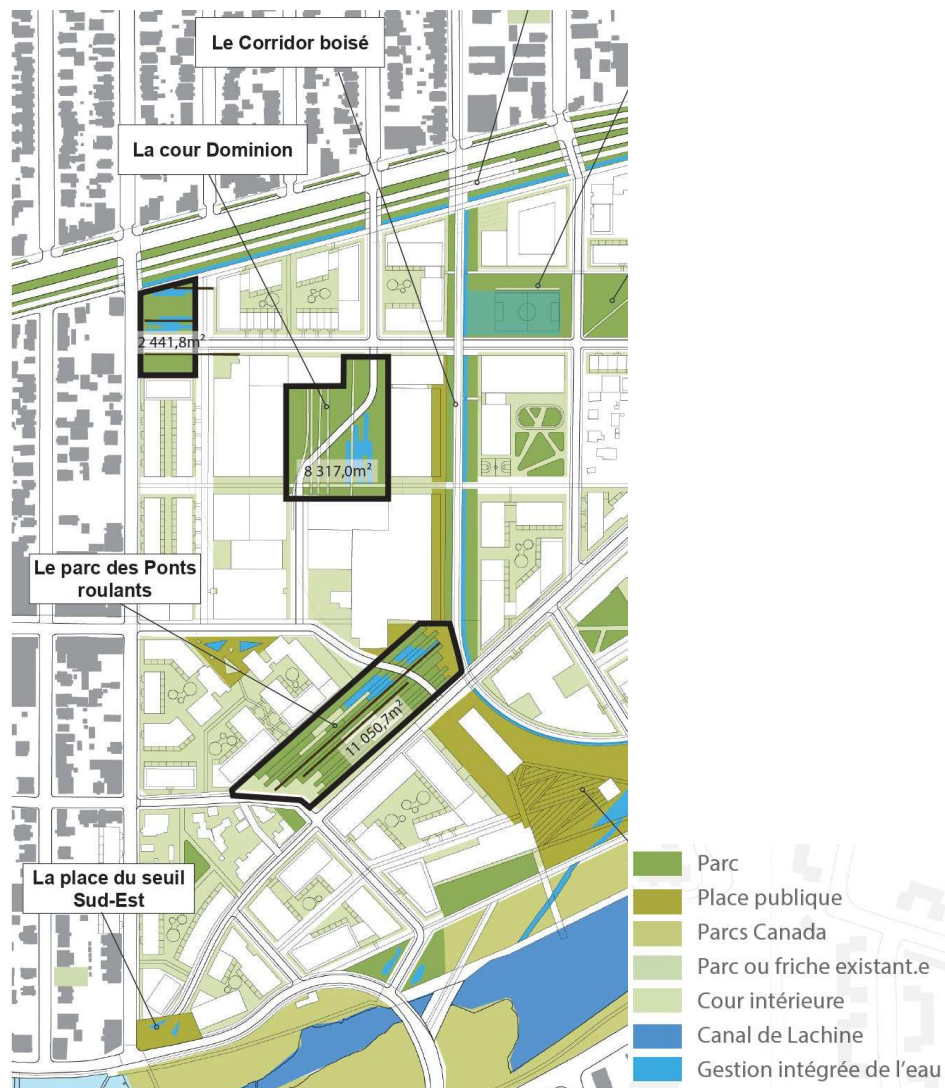 Le Corridor boisé
La cour Dominion
2 441,8m²
8 317,0m²
Le parc des Ponts
roulants
11 050,7m²
La place du seuil
Sud-Est
Parc
Place publique
Parcs Canada
Parc ou friche existant.e
Cour intérieure
Canal de Lachine
Gestion intégrée de l'eau